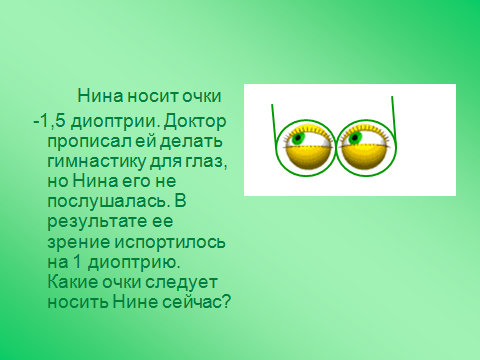 Нина носит очки
-1,5 диоптрии. Доктор
прописал ей делать
гимнастику для глаз,
но Нина его не
послушалась. В
результате ее
зрение испортилось
на 1 диоптрию.
Какие очки следует
носить Нине сейчас?